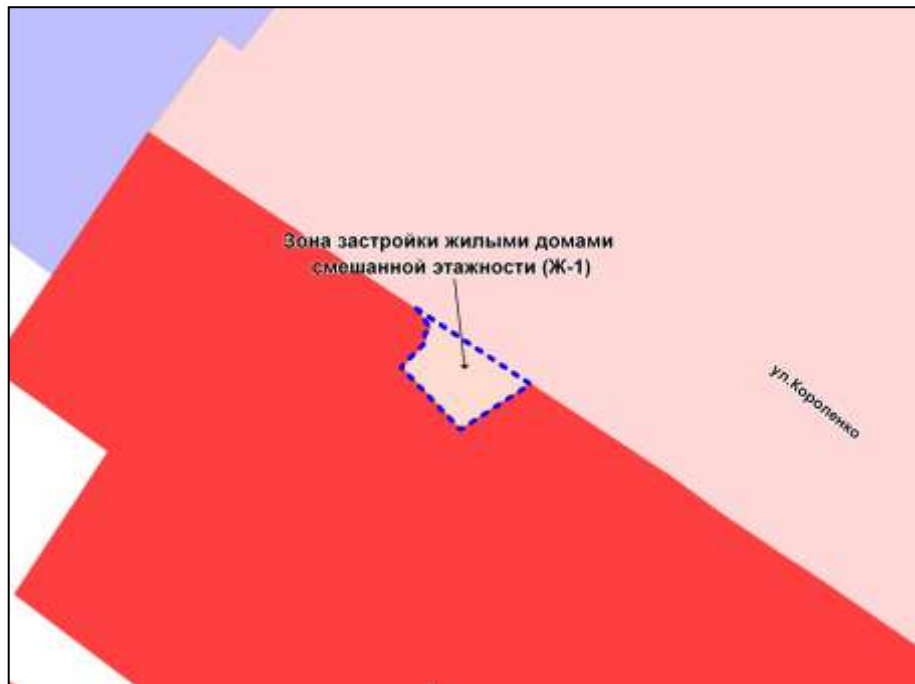 Зона застройки жилыми домами
смешанной этажности (Ж-1)
ул.Короленко